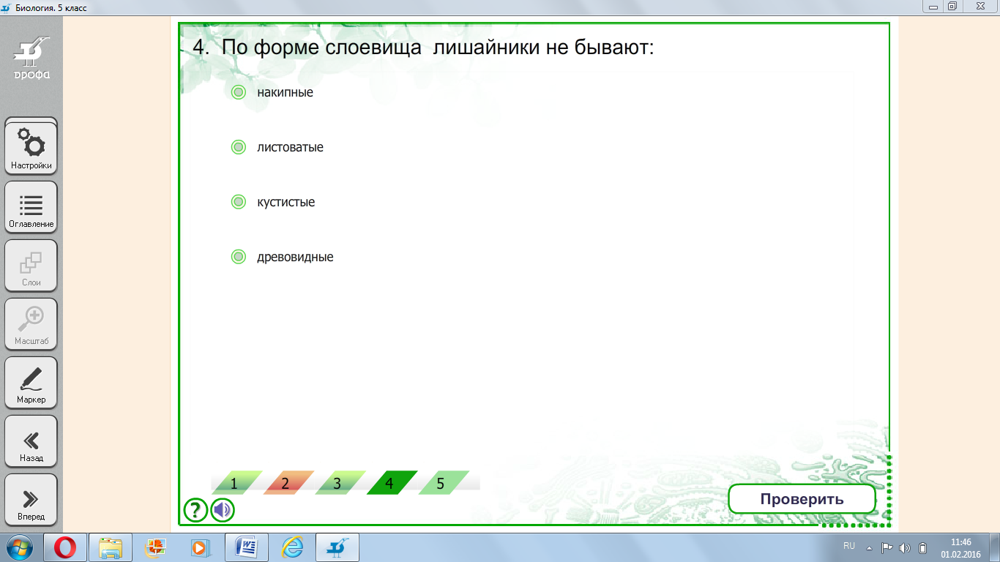 Биология. 5 класс
дрофа
Настройки
Оглавление
Слои
Масштаб
Маркер
Назад
Вперед
4. По форме слоевища лишайники не бывают:
накипные
листоватые
кустистые
древовидные
1 2 3 4 5
?
Проверить
RU
11:46
01.02.2016